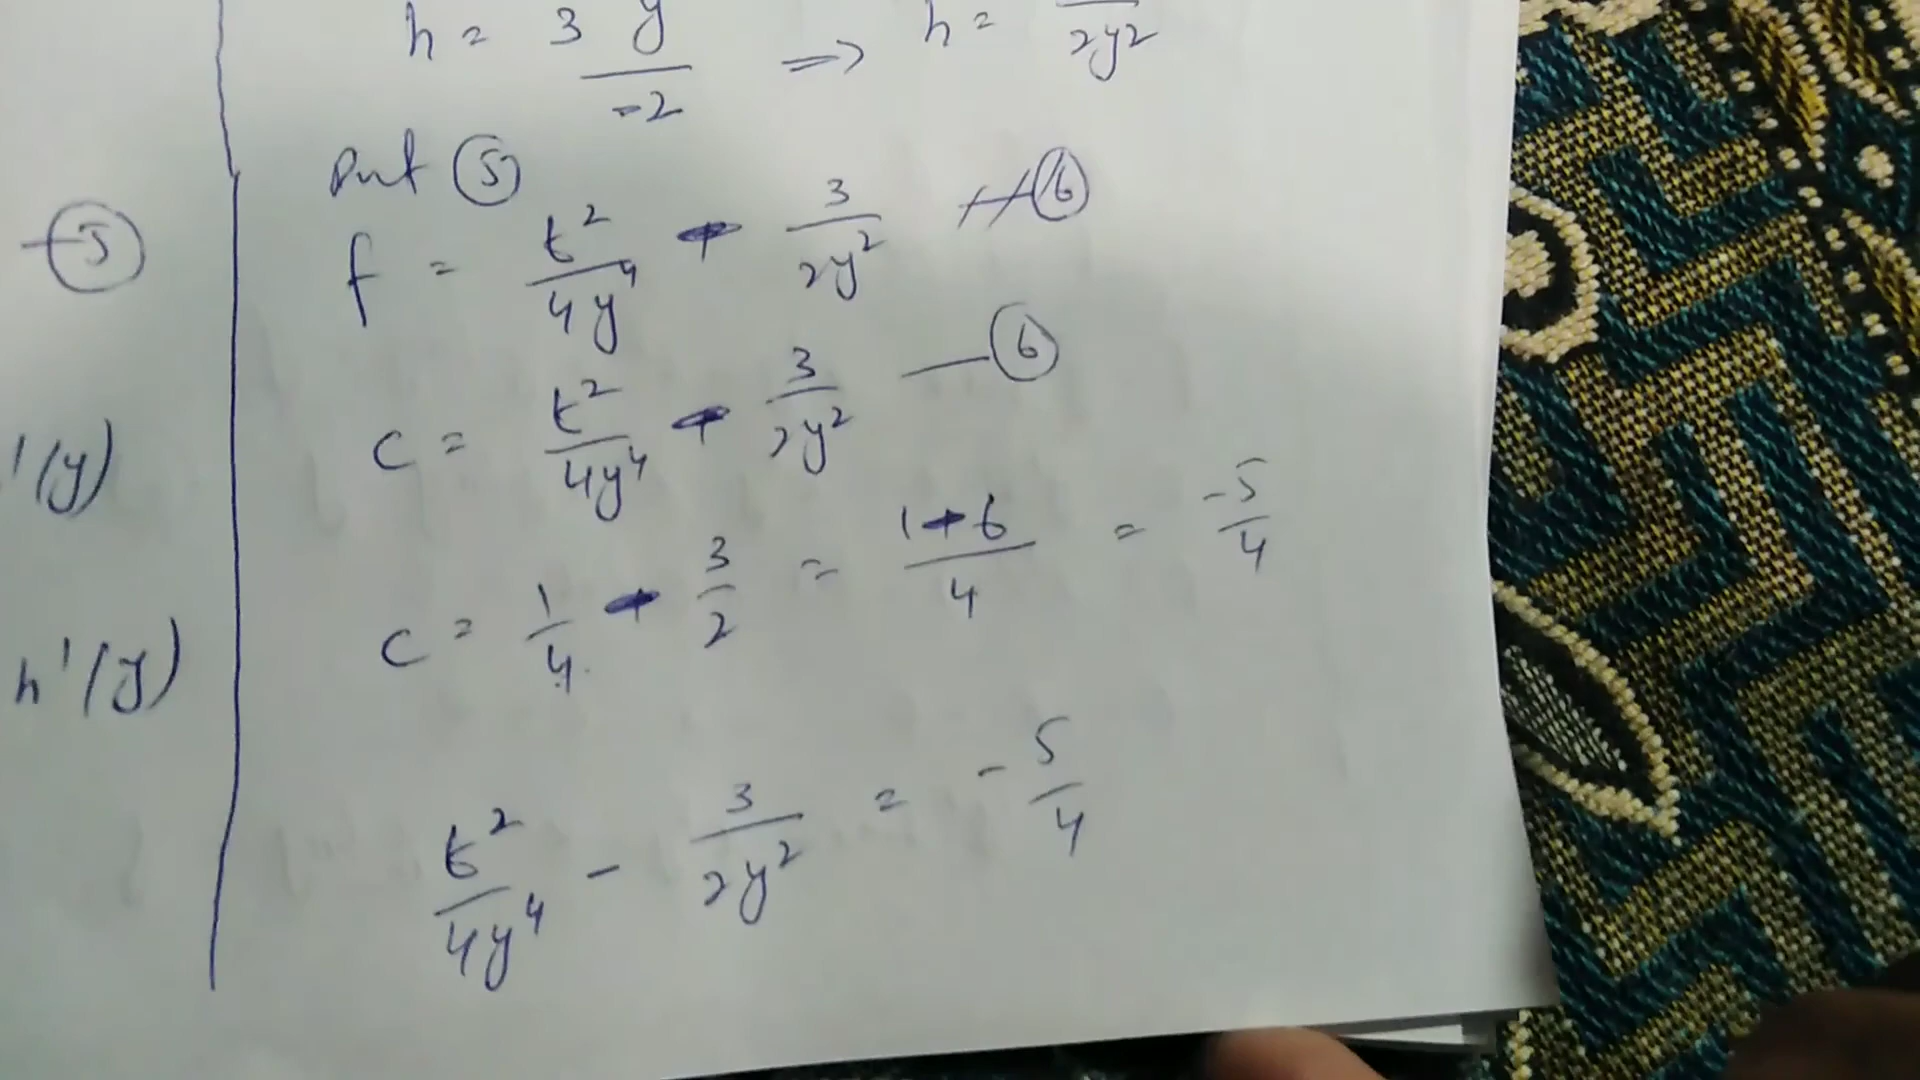 h = 3 y / -2 ⇒ h = / 2y²
Put ⑤
—⑤ f = t² / 4y⁴ - 3 / 2y² ⑥
c = t² / 4y⁴ - 3 / 2y² —⑥
'(y)
c = 1/4 - 3/2 = 1-6 / 4 = -5/4
h'(y)
t² / 4y⁴ - 3 / 2y² = -5/4